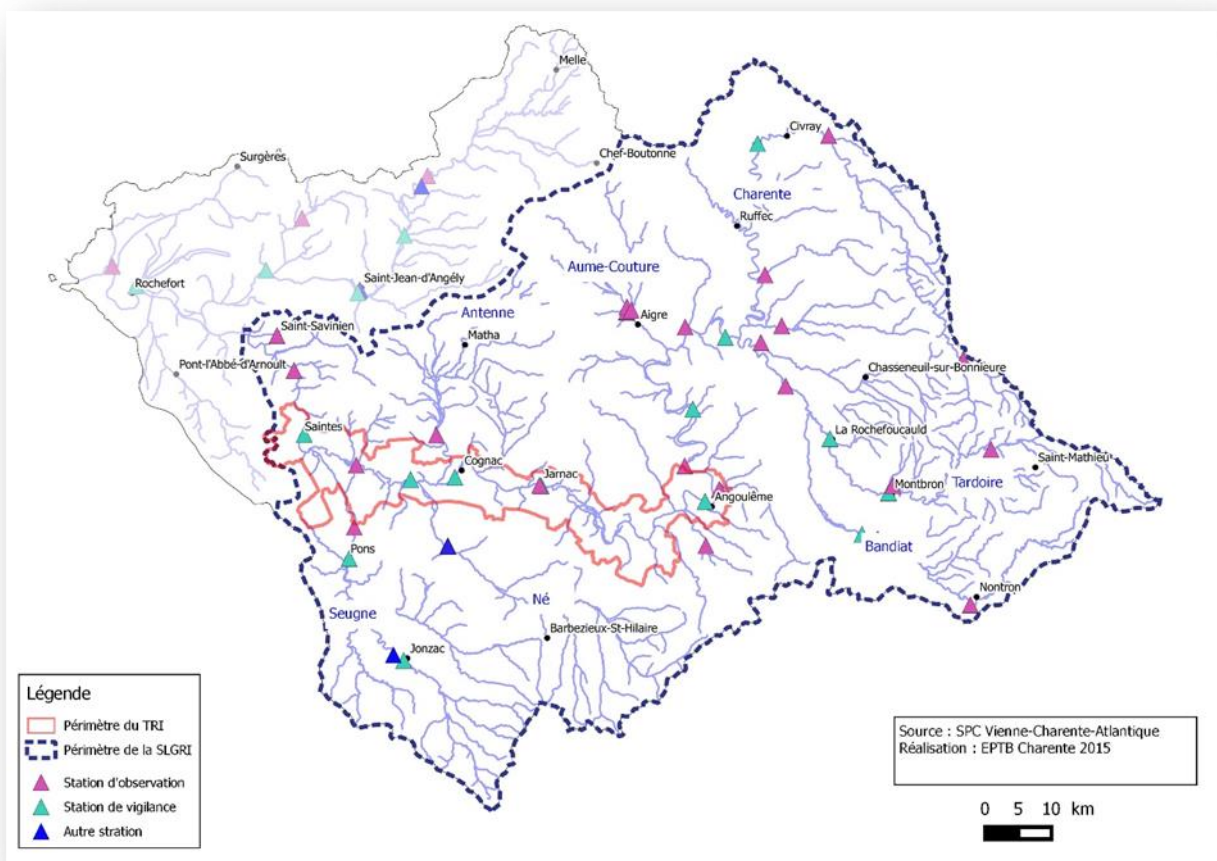 Melle
Civray
Chef-Boutonne
Surgères
Charente
Ruffec
Aume-Couture
Saint-Jean-d'Angély
Rochefort
Antenne
Aigre
Saint-Savinien
Matha
Pont-l'Abbé-d'Arnoult
Chasseneuil-sur-Bonnieure
Saintes
La Rochefoucauld
Cognac
Saint-Mathieu
Jarnac
Montbron
Tardoire
Angoulême
Bandiat
Pons
Nontron
Né
Seugne
Barbezieux-St-Hilaire
Jonzac
Légende
Périmètre du TRI
Périmètre de la SLGRI
Station d'observation
Station de vigilance
Autre stration
Source : SPC Vienne-Charente-Atlantique
Réalisation : EPTB Charente 2015
0 5 10 km